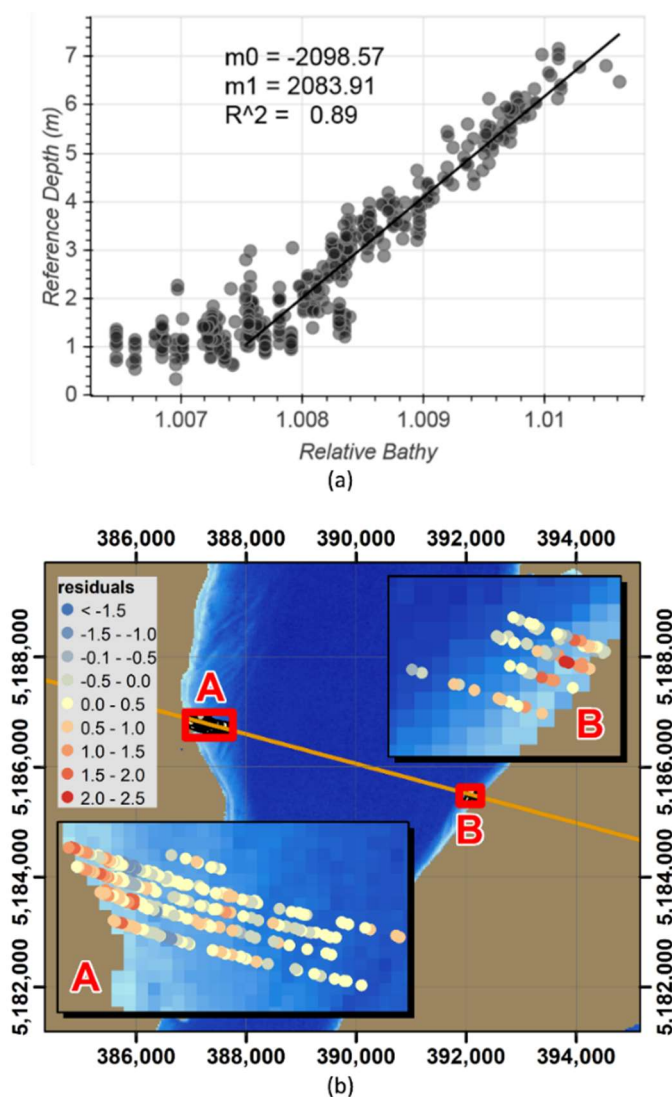 m0 = -2098.57
m1 = 2083.91
R^2 = 0.89
Reference Depth (m)
7
6
5
4
3
2
1
0
1.007 1.008 1.009 1.01
Relative Bathy
(a)
386,000 388,000 390,000 392,000 394,000
residuals
< -1.5
-1.5 - -1.0
-0.1 - -0.5
-0.5 - 0.0
0.0 - 0.5
0.5 - 1.0
1.0 - 1.5
1.5 - 2.0
2.0 - 2.5
A
B
B
A
5,188,000
5,186,000
5,184,000
5,182,000
5,188,000
5,186,000
5,184,000
5,182,000
386,000 388,000 390,000 392,000 394,000
(b)